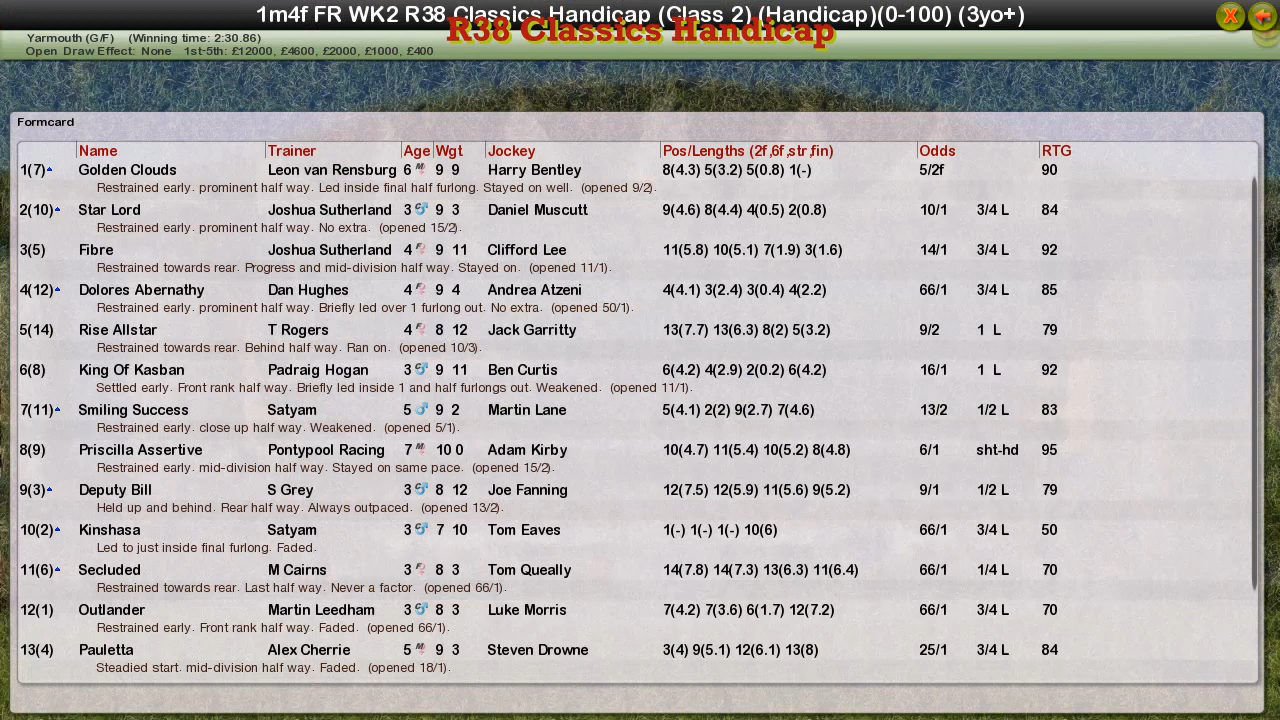 1m4f FR WK2 R38 Classics Handicap (Class 2) (Handicap)(0-100) (3yo+)
R38 Classics Handicap
Yarmouth (G/F) (Winning time: 2:30.86)
Open Draw Effect: None 1st-5th: £12000, £4600, £2000, £1000, £400
Formcard
Name Trainer Age Wgt Jockey Pos/Lengths (2f,6f,str,fin) Odds RTG
1(7) Golden Clouds Leon van Rensburg 6 M 9 9 Harry Bentley 8(4.3) 5(3.2) 5(0.8) 1(-) 5/2f 90
Restrained early. prominent half way. Led inside final half furlong. Stayed on well. (opened 9/2).
2(10) Star Lord Joshua Sutherland 3 9 3 Daniel Muscutt 9(4.6) 8(4.4) 4(0.5) 2(0.8) 10/1 3/4 L 84
Restrained early. prominent half way. No extra. (opened 15/2).
3(5) Fibre Joshua Sutherland 4 9 11 Clifford Lee 11(5.8) 10(5.1) 7(1.9) 3(1.6) 14/1 3/4 L 92
Restrained towards rear. Progress and mid-division half way. Stayed on. (opened 11/1).
4(12) Dolores Abernathy Dan Hughes 4 9 4 Andrea Atzeni 4(4.1) 3(2.4) 3(0.4) 4(2.2) 66/1 3/4 L 85
Restrained early. prominent half way. Briefly led over 1 furlong out. No extra. (opened 50/1).
5(14) Rise Allstar T Rogers 4 8 12 Jack Garritty 13(7.7) 13(6.3) 8(2) 5(3.2) 9/2 1 L 79
Restrained towards rear. Behind half way. Ran on. (opened 10/3).
6(8) King Of Kasban Padraig Hogan 3 9 11 Ben Curtis 6(4.2) 4(2.9) 2(0.2) 6(4.2) 16/1 1 L 92
Settled early. Front rank half way. Briefly led inside 1 and half furlongs out. Weakened. (opened 11/1).
7(11) Smiling Success Satyam 5 9 2 Martin Lane 5(4.1) 2(2) 9(2.7) 7(4.6) 13/2 1/2 L 83
Restrained early. close up half way. Weakened. (opened 5/1).
8(9) Priscilla Assertive Pontypool Racing 7 M 10 0 Adam Kirby 10(4.7) 11(5.4) 10(5.2) 8(4.8) 6/1 sht-hd 95
Restrained early. mid-division half way. Stayed on same pace. (opened 15/2).
9(3) Deputy Bill S Grey 3 8 12 Joe Fanning 12(7.5) 12(5.9) 11(5.6) 9(5.2) 9/1 1/2 L 79
Held up and behind. Rear half way. Always outpaced. (opened 13/2).
10(2) Kinshasa Satyam 3 7 10 Tom Eaves 1(-) 1(-) 1(-) 10(6) 66/1 3/4 L 50
Led to just inside final furlong. Faded.
11(6) Secluded M Cairns 3 8 3 Tom Queally 14(7.8) 14(7.3) 13(6.3) 11(6.4) 66/1 1/4 L 70
Restrained towards rear. Last half way. Never a factor. (opened 66/1).
12(1) Outlander Martin Leedham 3 8 3 Luke Morris 7(4.2) 7(3.6) 6(1.7) 12(7.2) 66/1 3/4 L 70
Restrained early. Front rank half way. Faded. (opened 66/1).
13(4) Pauletta Alex Cherrie 5 M 9 3 Steven Drowne 3(4) 9(5.1) 12(6.1) 13(8) 25/1 3/4 L 84
Steadied start. mid-division half way. Faded. (opened 18/1).